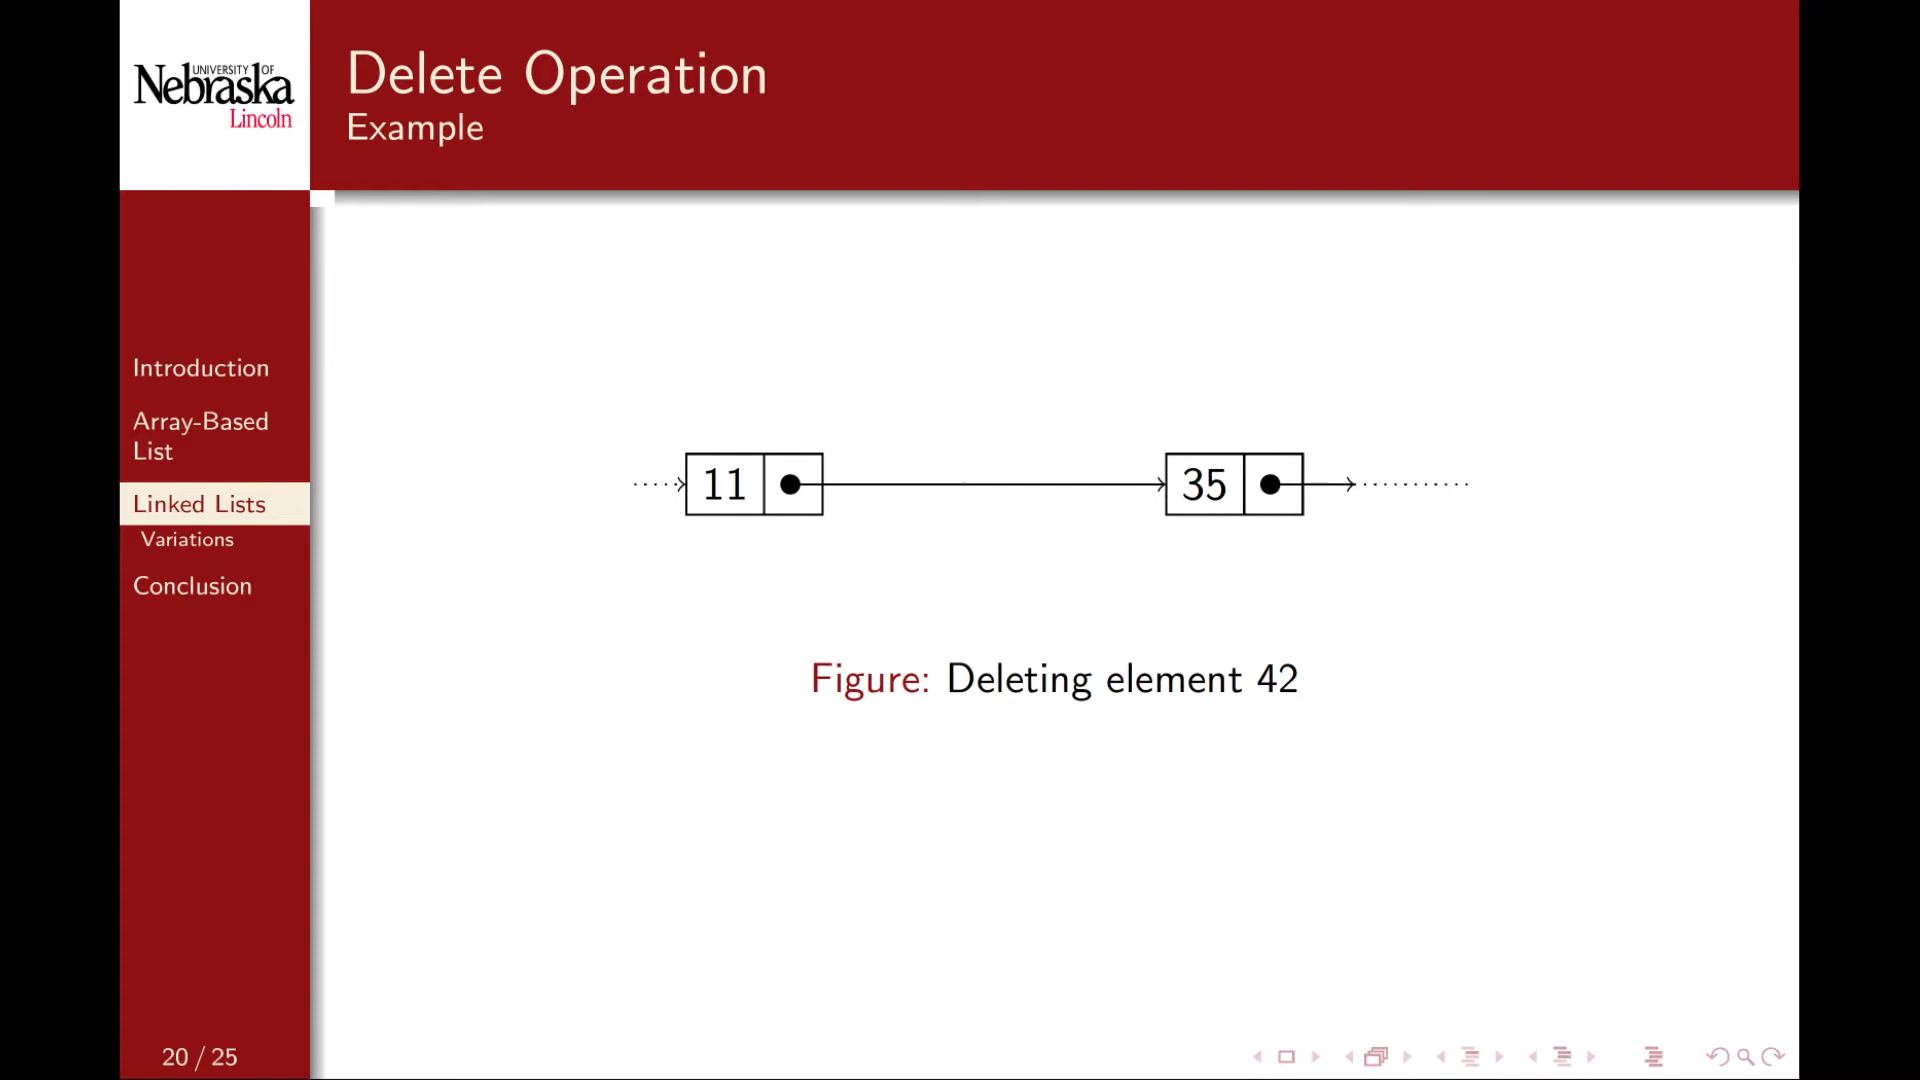 UNIVERSITY OF
Nebraska
Lincoln
Delete Operation
Example
Introduction
Array-Based
List
Linked Lists
Variations
Conclusion
11
35
Figure: Deleting element 42
20 / 25